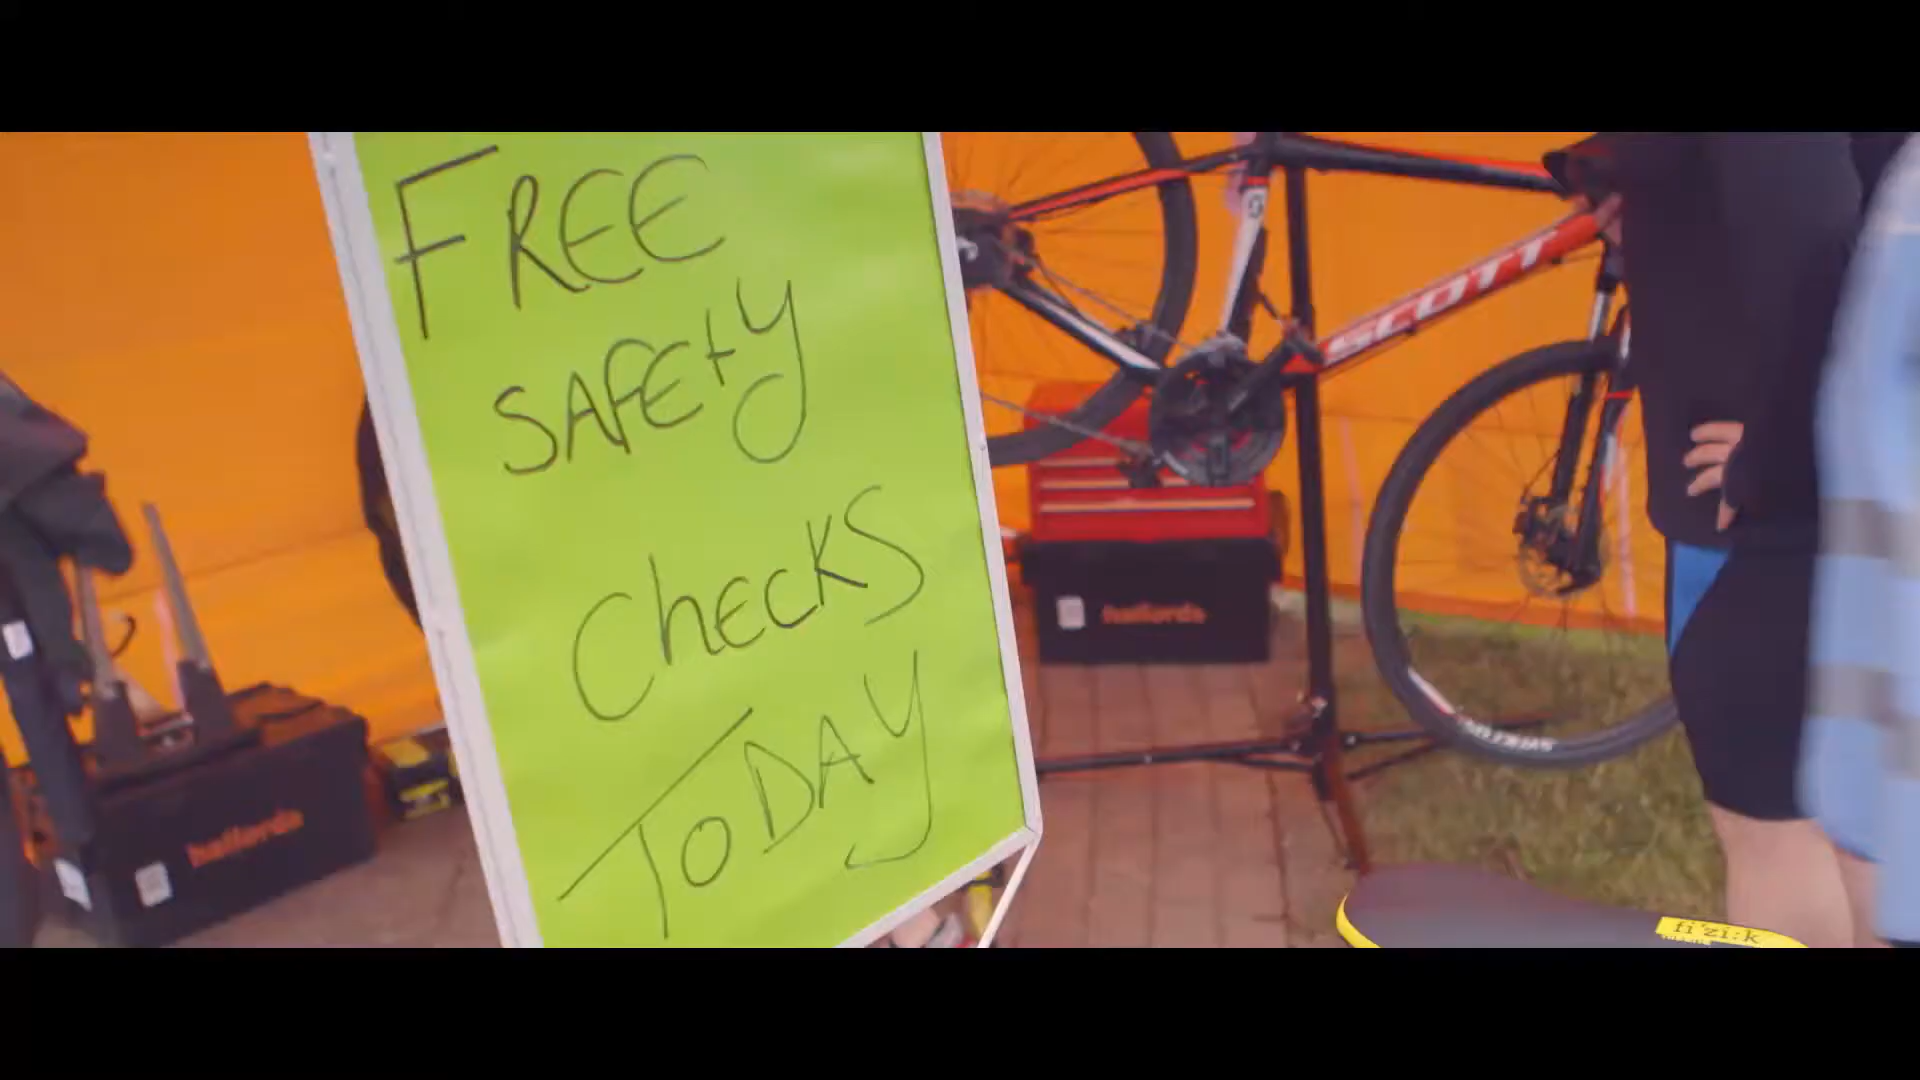 FREE
SAFEty
ChECKS
ToDAY
SCOTT
halfords
halfords
fi'zi:k